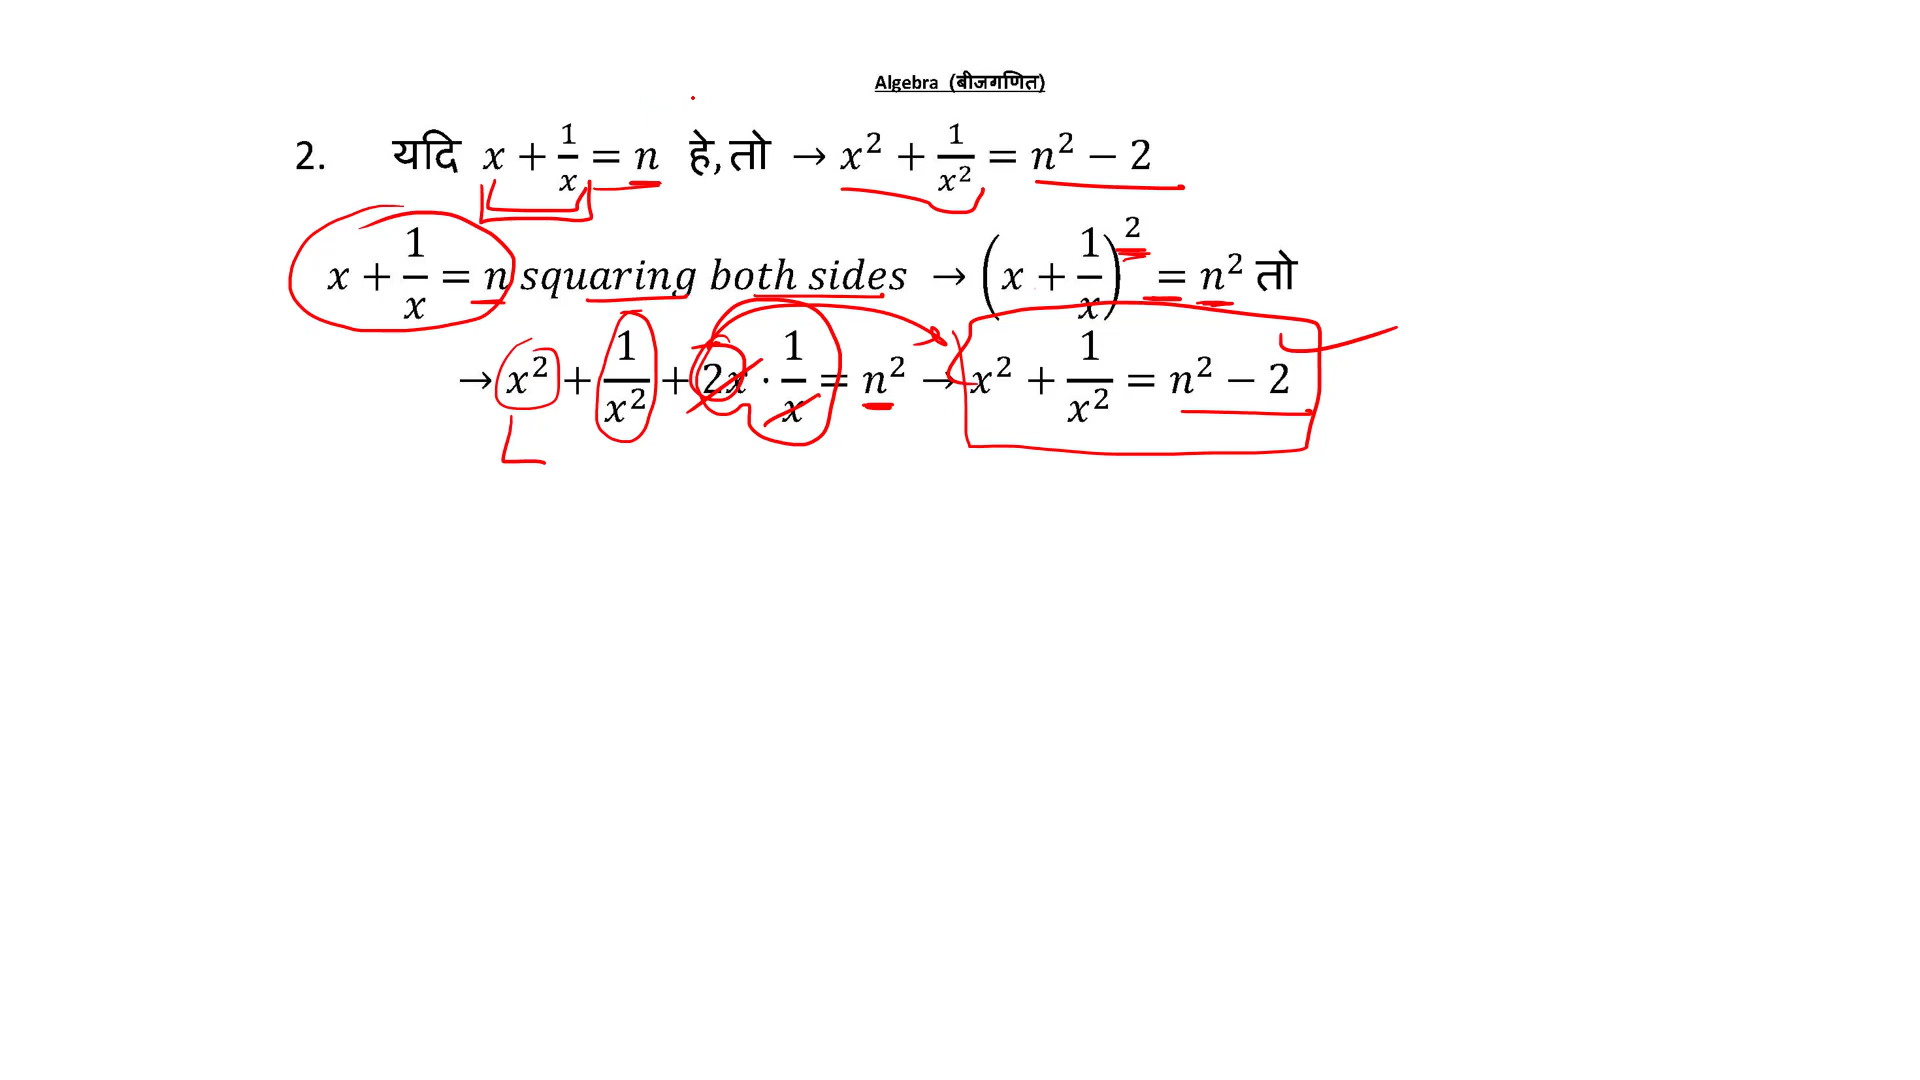 Algebra (बीजगणित)
2. यदि x + 1/x = n हे, तो → x² + 1/x² = n² − 2
x + 1/x = n squaring both sides → (x + 1/x)² = n² तो
→ x² + 1/x² + 2x · 1/x = n² → x² + 1/x² = n² − 2